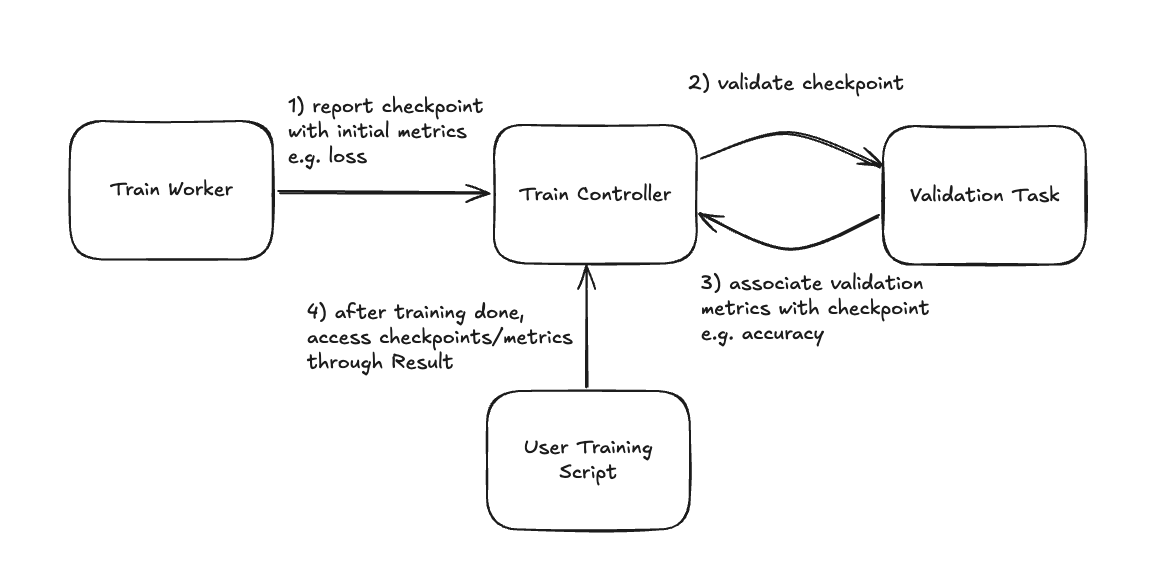 2) validate checkpoint
1) report checkpoint
with initial metrics
e.g. loss
Train Worker
Train Controller
Validation Task
3) associate validation
metrics with checkpoint
e.g. accuracy
4) after training done,
access checkpoints/metrics
through Result
User Training
Script